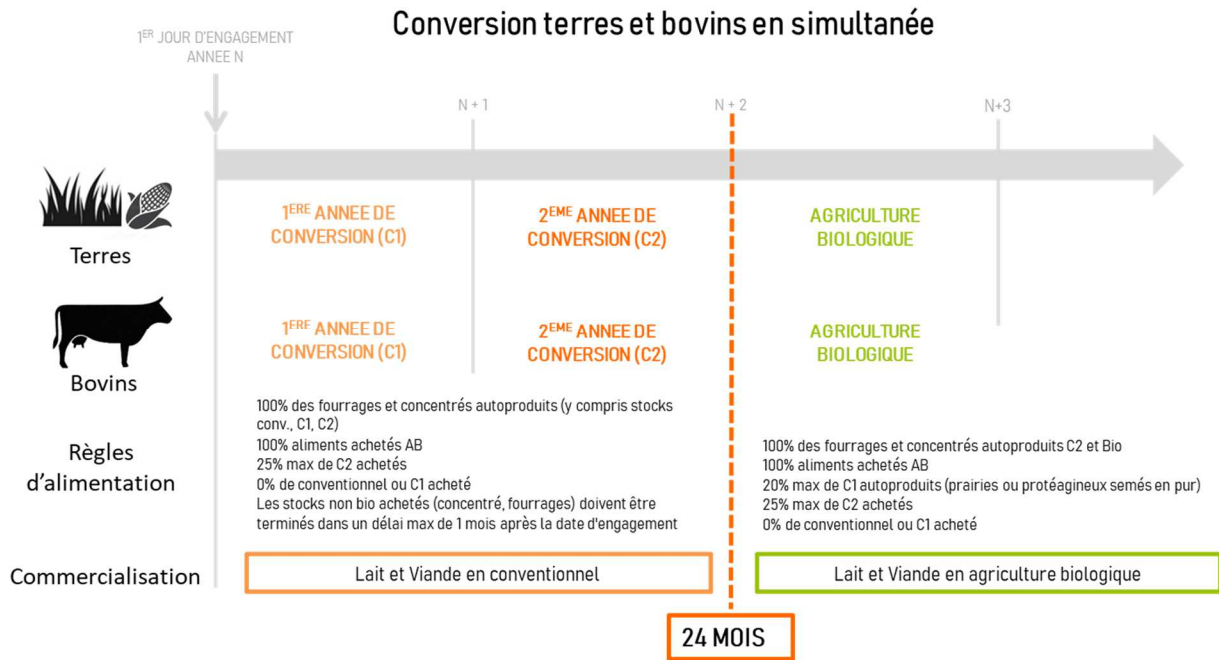 Conversion terres et bovins en simultanée
1ER JOUR D'ENGAGEMENT
ANNEE N
N + 1
N + 2
N+3
Terres
1ERE ANNEE DE
CONVERSION (C1)
2EME ANNEE DE
CONVERSION (C2)
AGRICULTURE
BIOLOGIQUE
Bovins
1ERE ANNEE DE
CONVERSION (C1)
2EME ANNEE DE
CONVERSION (C2)
AGRICULTURE
BIOLOGIQUE
Règles
d'alimentation
100% des fourrages et concentrés autoproduits (y compris stocks
conv., C1, C2)
100% aliments achetés AB
25% max de C2 achetés
0% de conventionnel ou C1 acheté
Les stocks non bio achetés (concentré, fourrages) doivent être
terminés dans un délai max de 1 mois après la date d'engagement
100% des fourrages et concentrés autoproduits C2 et Bio
100% aliments achetés AB
20% max de C1 autoproduits (prairies ou protéagineux semés en pur)
25% max de C2 achetés
0% de conventionnel ou C1 acheté
Commercialisation
Lait et Viande en conventionnel
Lait et Viande en agriculture biologique
24 MOIS